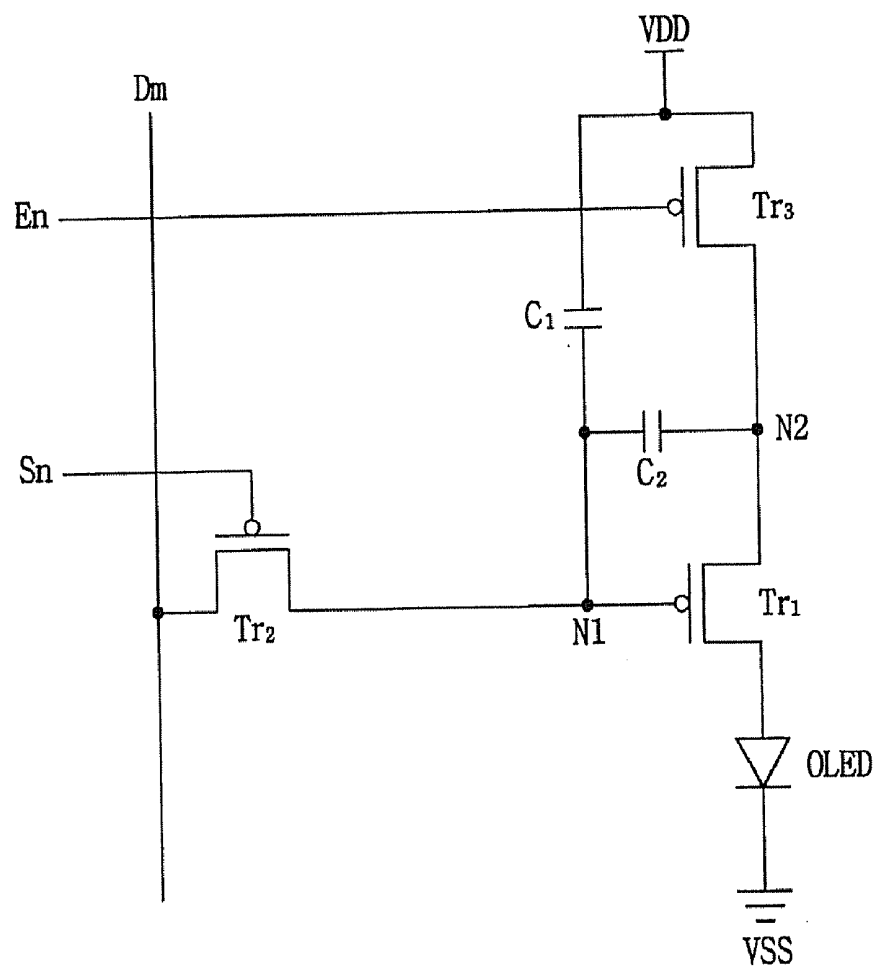 VDD
Dm
En
Tr₃
C₁
N2
C₂
Sn
Tr₂
N1
Tr₁
OLED
VSS